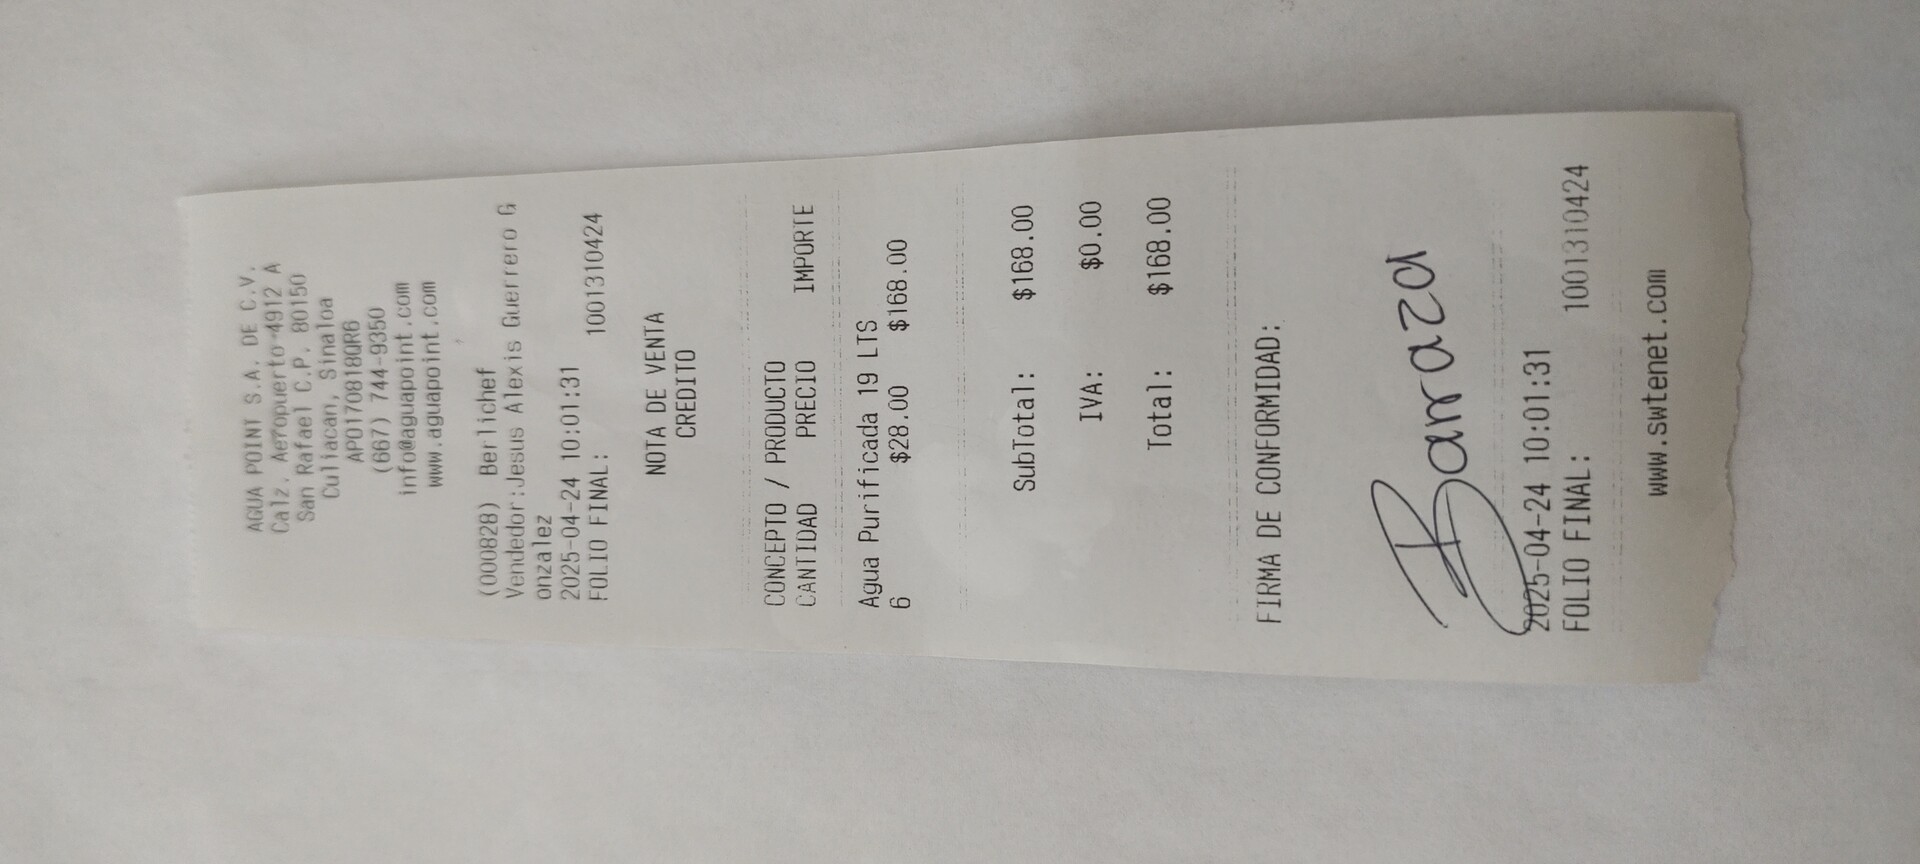 AGUA POINT S.A. DE C.V.
Calz. Aeropuerto 4912 A
San Rafael C.P. 80150
Culiacan, Sinaloa
APO170818QR6
(667) 744-9350
info@aguapoint.com
www.aguapoint.com
(000828) Berlichef
Vendedor:Jesus Alexis Guerrero G
onzalez
2025-04-24 10:01:31
FOLIO FINAL: 1001310424
NOTA DE VENTA
CREDITO
CONCEPTO / PRODUCTO
CANTIDAD PRECIO IMPORTE
Agua Purificada 19 LTS
6 $28.00 $168.00
SubTotal: $168.00
IVA: $0.00
Total: $168.00
FIRMA DE CONFORMIDAD:
Barraza
2025-04-24 10:01:31
FOLIO FINAL: 1001310424
www.swtenet.com